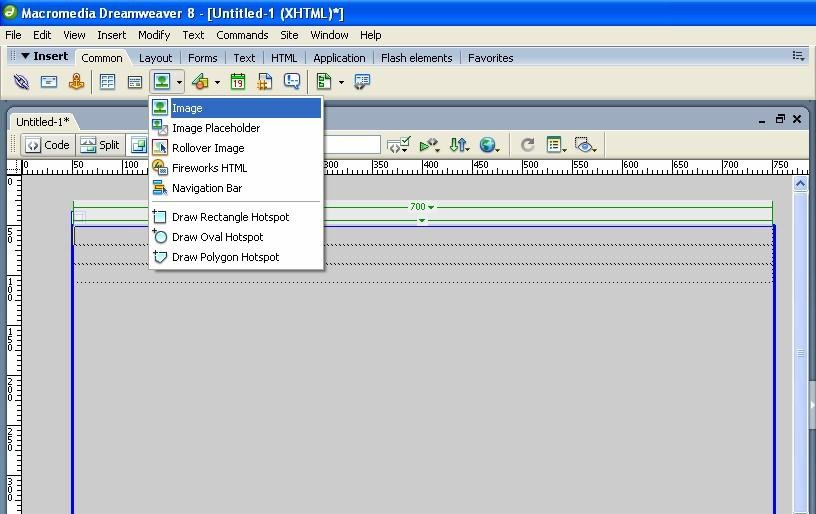 Macromedia Dreamweaver 8 - [Untitled-1 (XHTML)*]
File Edit View Insert Modify Text Commands Site Window Help
Insert Common Layout Forms Text HTML Application Flash elements Favorites
19
Image
Image Placeholder
Rollover Image
Fireworks HTML
Navigation Bar
Draw Rectangle Hotspot
Draw Oval Hotspot
Draw Polygon Hotspot
Untitled-1*
Code Split
0 50 100 300 350 400 450 500 550 600 650 700 750
700
0
50
100
150
200
250
300